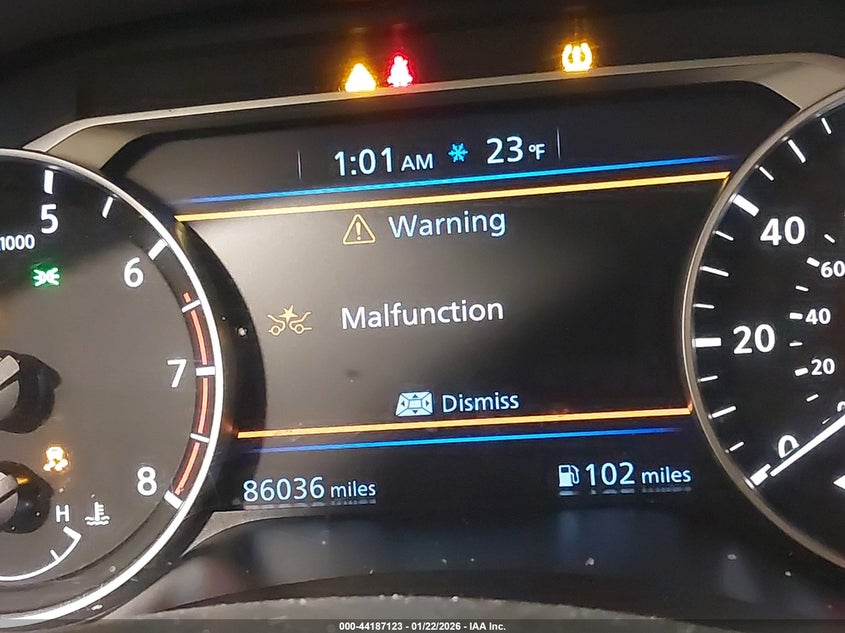 1:01 AM 23°F
Warning
Malfunction
Dismiss
86036 miles
102 miles
5
1000
6
7
8
H
40
60
40
20
20
0
000-44187123 - 01/22/2026 - IAA Inc.